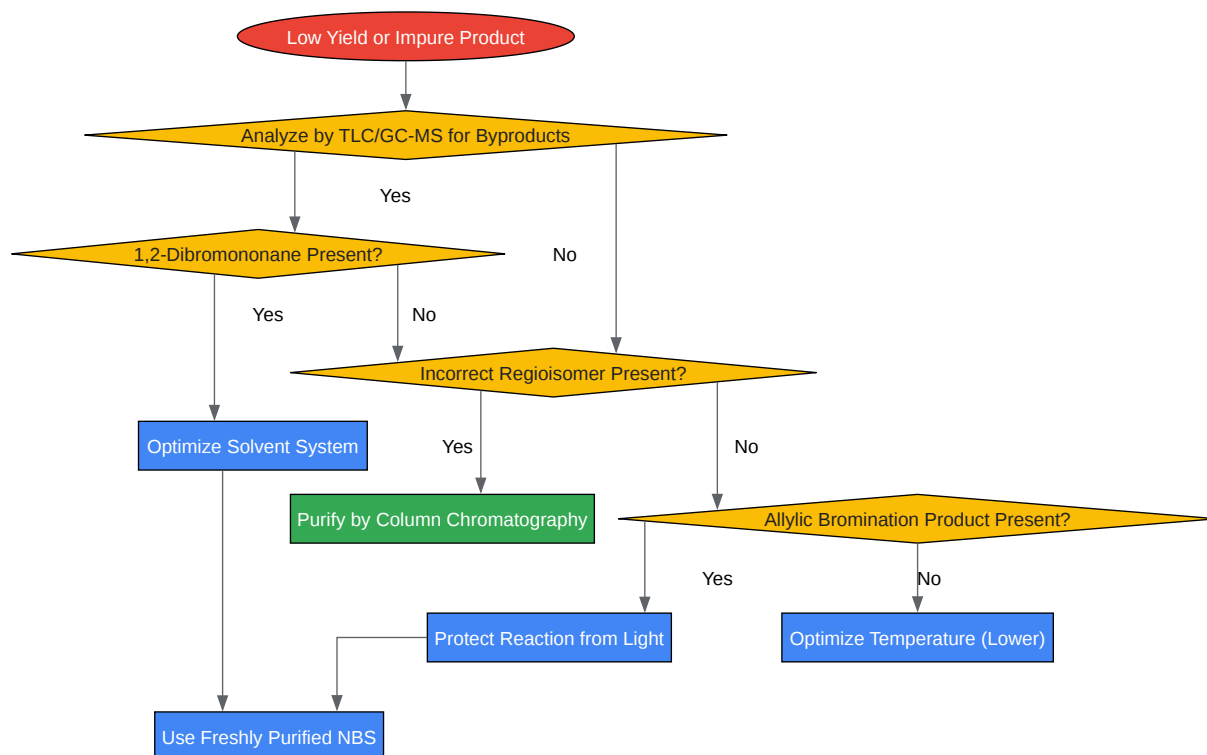 Low Yield or Impure Product
Analyze by TLC/GC-MS for Byproducts
Yes
1,2-Dibromononane Present?
No
Yes
No
Incorrect Regioisomer Present?
Optimize Solvent System
Yes
No
Purify by Column Chromatography
Allylic Bromination Product Present?
Yes
No
Protect Reaction from Light
Optimize Temperature (Lower)
Use Freshly Purified NBS